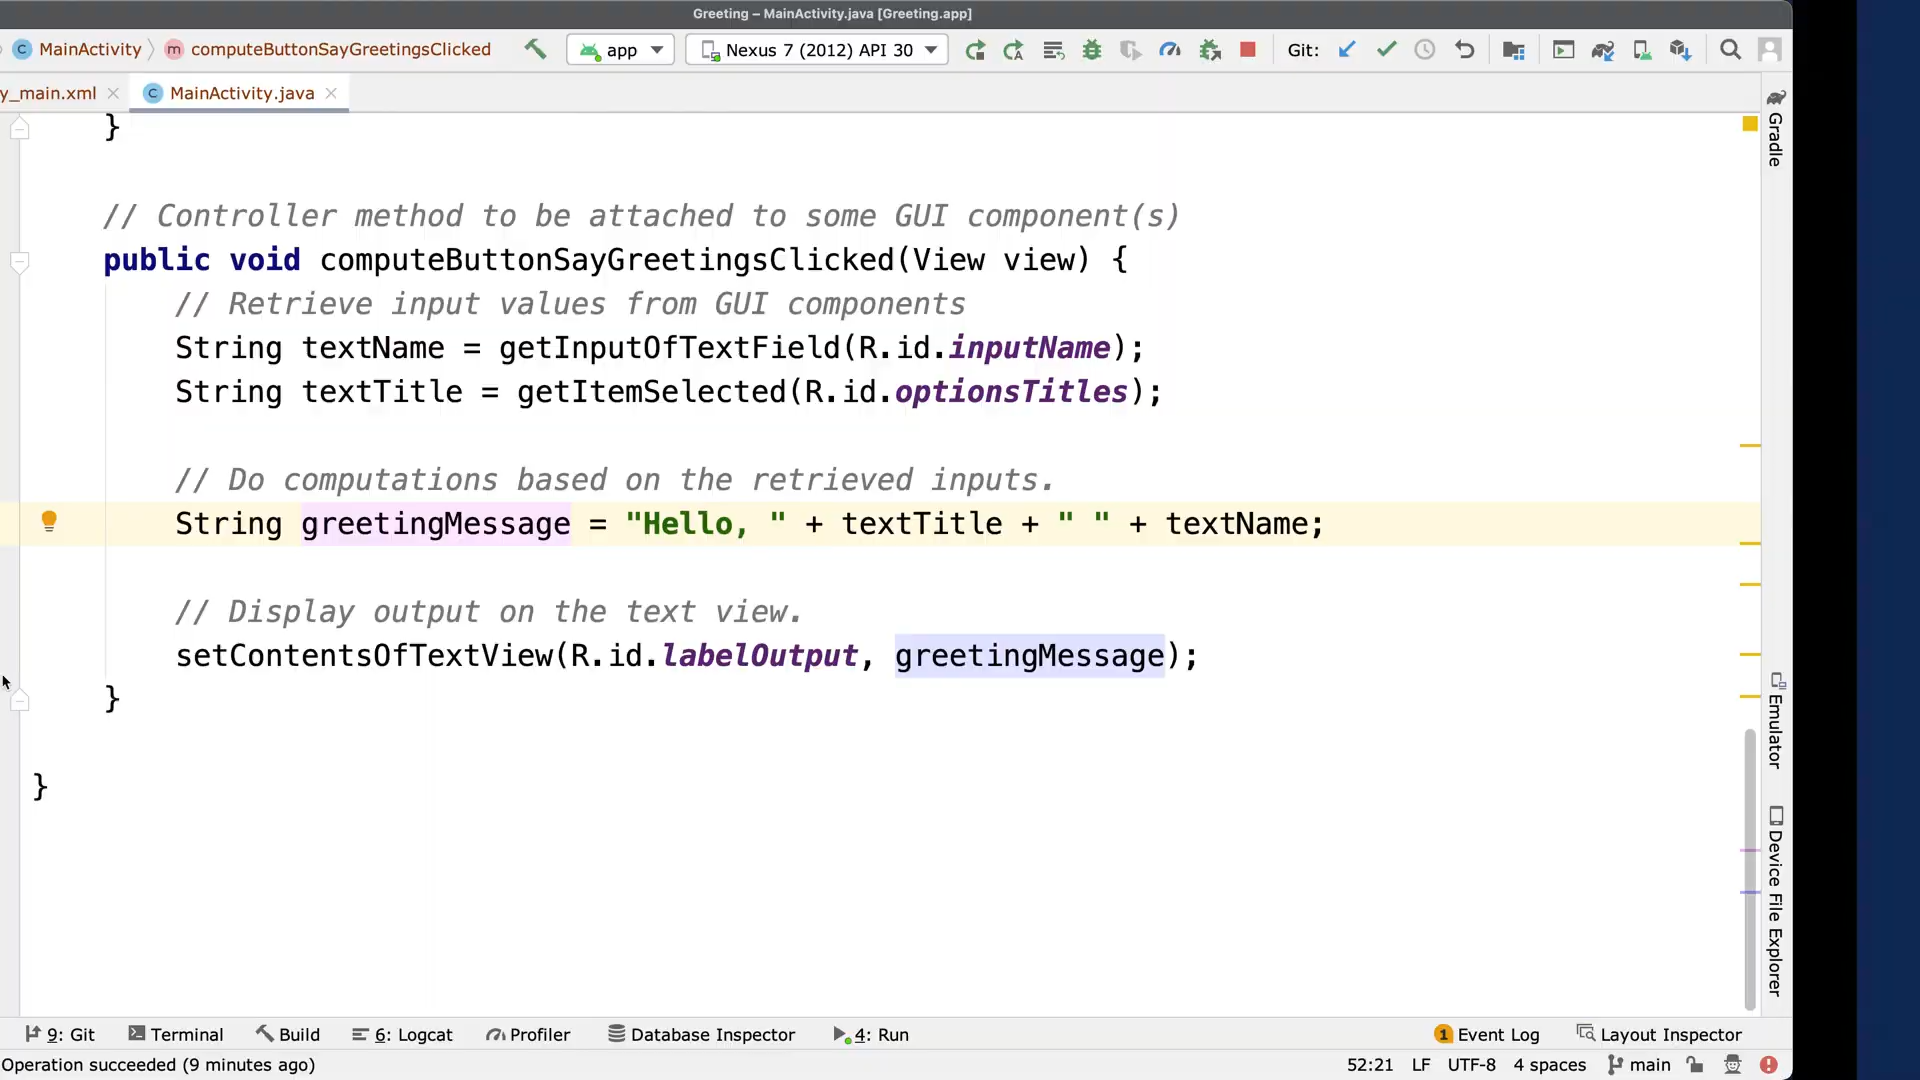 Greeting – MainActivity.java [Greeting.app]
MainActivity computeButtonSayGreetingsClicked app Nexus 7 (2012) API 30 Git:
y_main.xml MainActivity.java
}
// Controller method to be attached to some GUI component(s)
public void computeButtonSayGreetingsClicked(View view) {
// Retrieve input values from GUI components
String textName = getInputOfTextField(R.id.inputName);
String textTitle = getItemSelected(R.id.optionsTitles);
// Do computations based on the retrieved inputs.
String greetingMessage = "Hello, " + textTitle + " " + textName;
// Display output on the text view.
setContentsOfTextView(R.id.labelOutput, greetingMessage);
}
}
Gradle
Emulator
Device File Explorer
9: Git Terminal Build 6: Logcat Profiler Database Inspector 4: Run 1 Event Log Layout Inspector
Operation succeeded (9 minutes ago) 52:21 LF UTF-8 4 spaces main